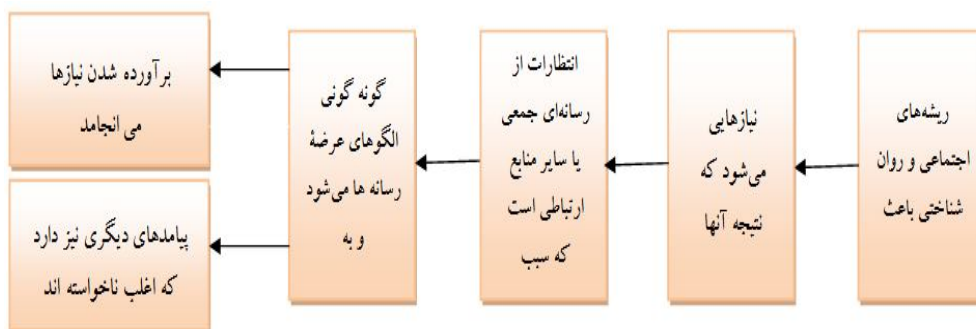 ریشه‌های
اجتماعی و روان
شناختی باعث
نیازهایی
می‌شود که
نتیجه آنها
انتظارات از
رسانه‌ای جمعی
یا سایر منابع
ارتباطی است
که سبب
گونه گونی
الگوهای عرضۀ
رسانه ها می‌شود
و به
برآورده شدن نیازها
می انجامد
پیامدهای دیگری نیز دارد
که اغلب ناخواسته اند